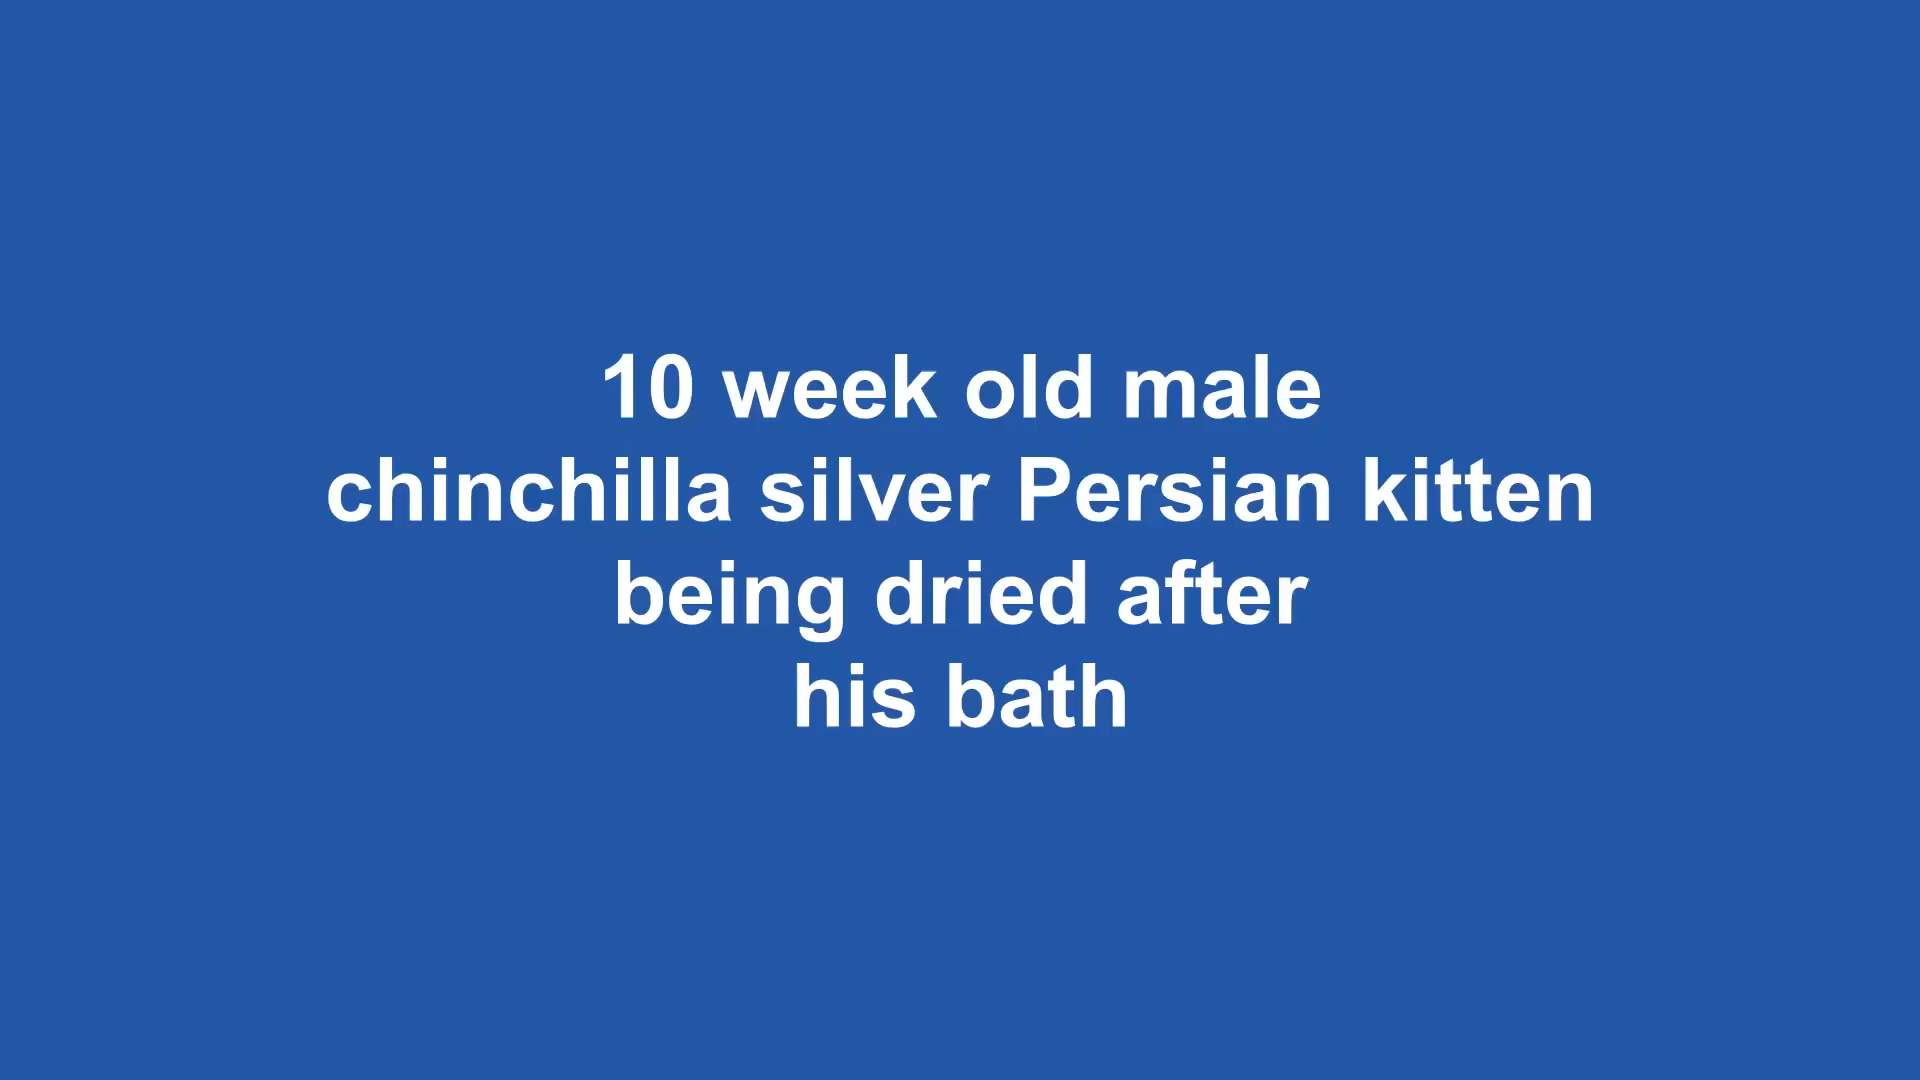 10 week old male
chinchilla silver Persian kitten
being dried after
his bath